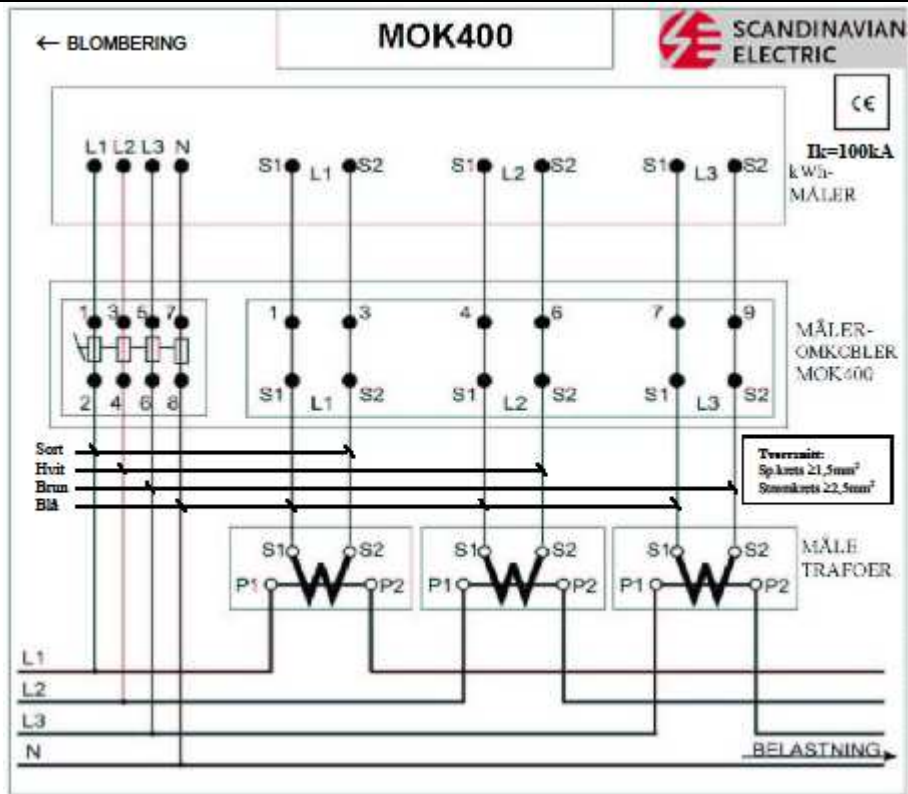 ← BLOMBERING
MOK400
SCANDINAVIAN
ELECTRIC
CE
Ik=100kA
kWh-
MÅLER
L1 L2 L3 N
S1 L1 S2
S1 L2 S2
S1 L3 S2
1 3 5 7
1 3
4 6
7 9
2 4 6 8
S1 L1 S2
S1 L2 S2
S1 L3 S2
MÅLER-
OMKOBLER
MOK400
Sort
Hvit
Brun
Blå
Tverrsnitt:
Sp.krets ≥1,5mm²
Strømkrets ≥2,5mm²
S1 S2
P1 P2
S1 S2
P1 P2
S1 S2
P1 P2
MÅLE
TRAFOER
L1
L2
L3
N
BELASTNING